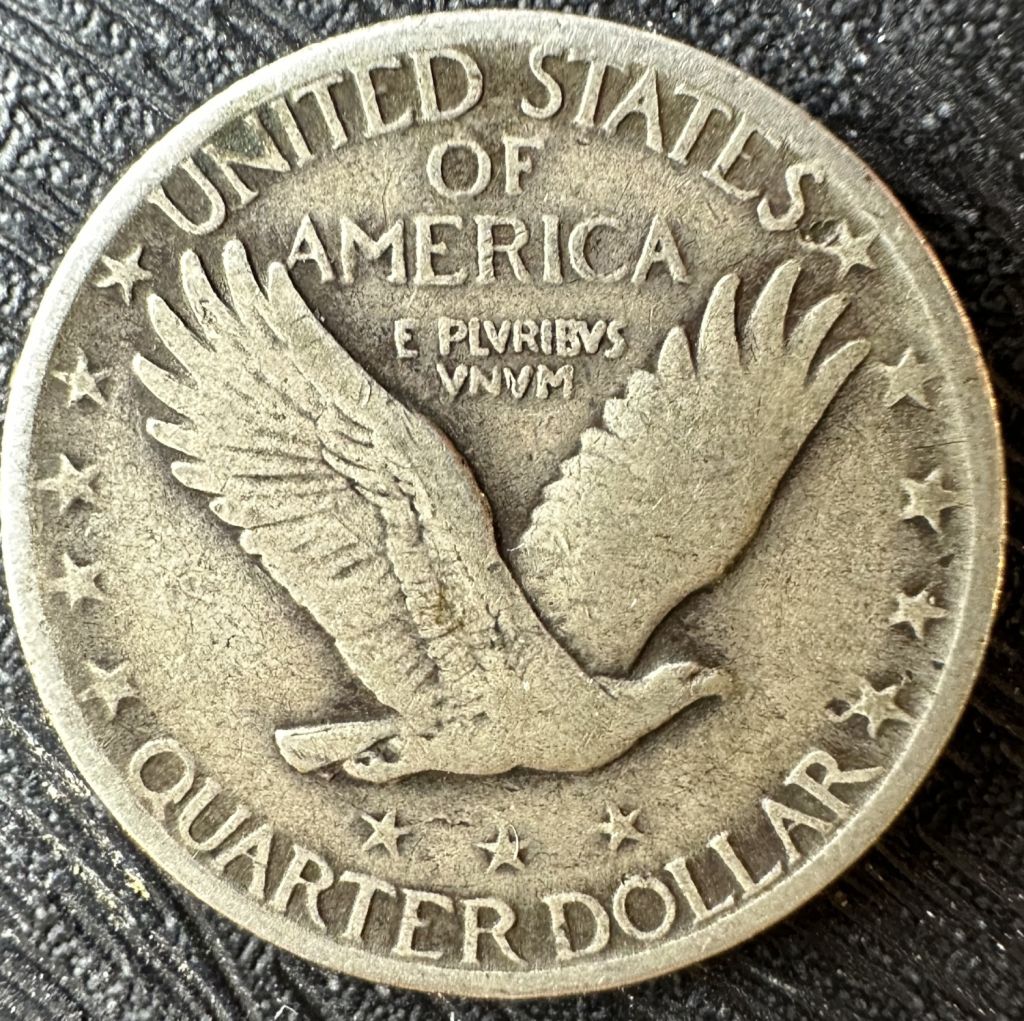 UNITED STATES
OF
AMERICA
E PLVRIBVS
VNVM
QUARTER DOLLAR